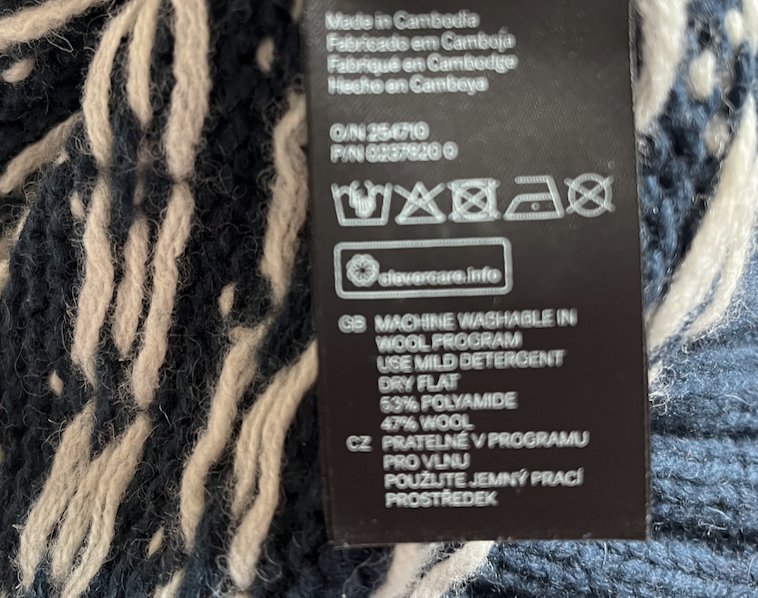 Made in Cambodia
Fabricado em Camboja
Fabriqué en Cambodge
Hecho en Camboya
O/N 254710
P/N 0237820 0
clevercare.info
GB MACHINE WASHABLE IN
WOOL PROGRAM
USE MILD DETERGENT
DRY FLAT
53% POLYAMIDE
47% WOOL
CZ PRATELNÉ V PROGRAMU
PRO VLNU
POUŽIJTE JEMNÝ PRACÍ
PROSTŘEDEK